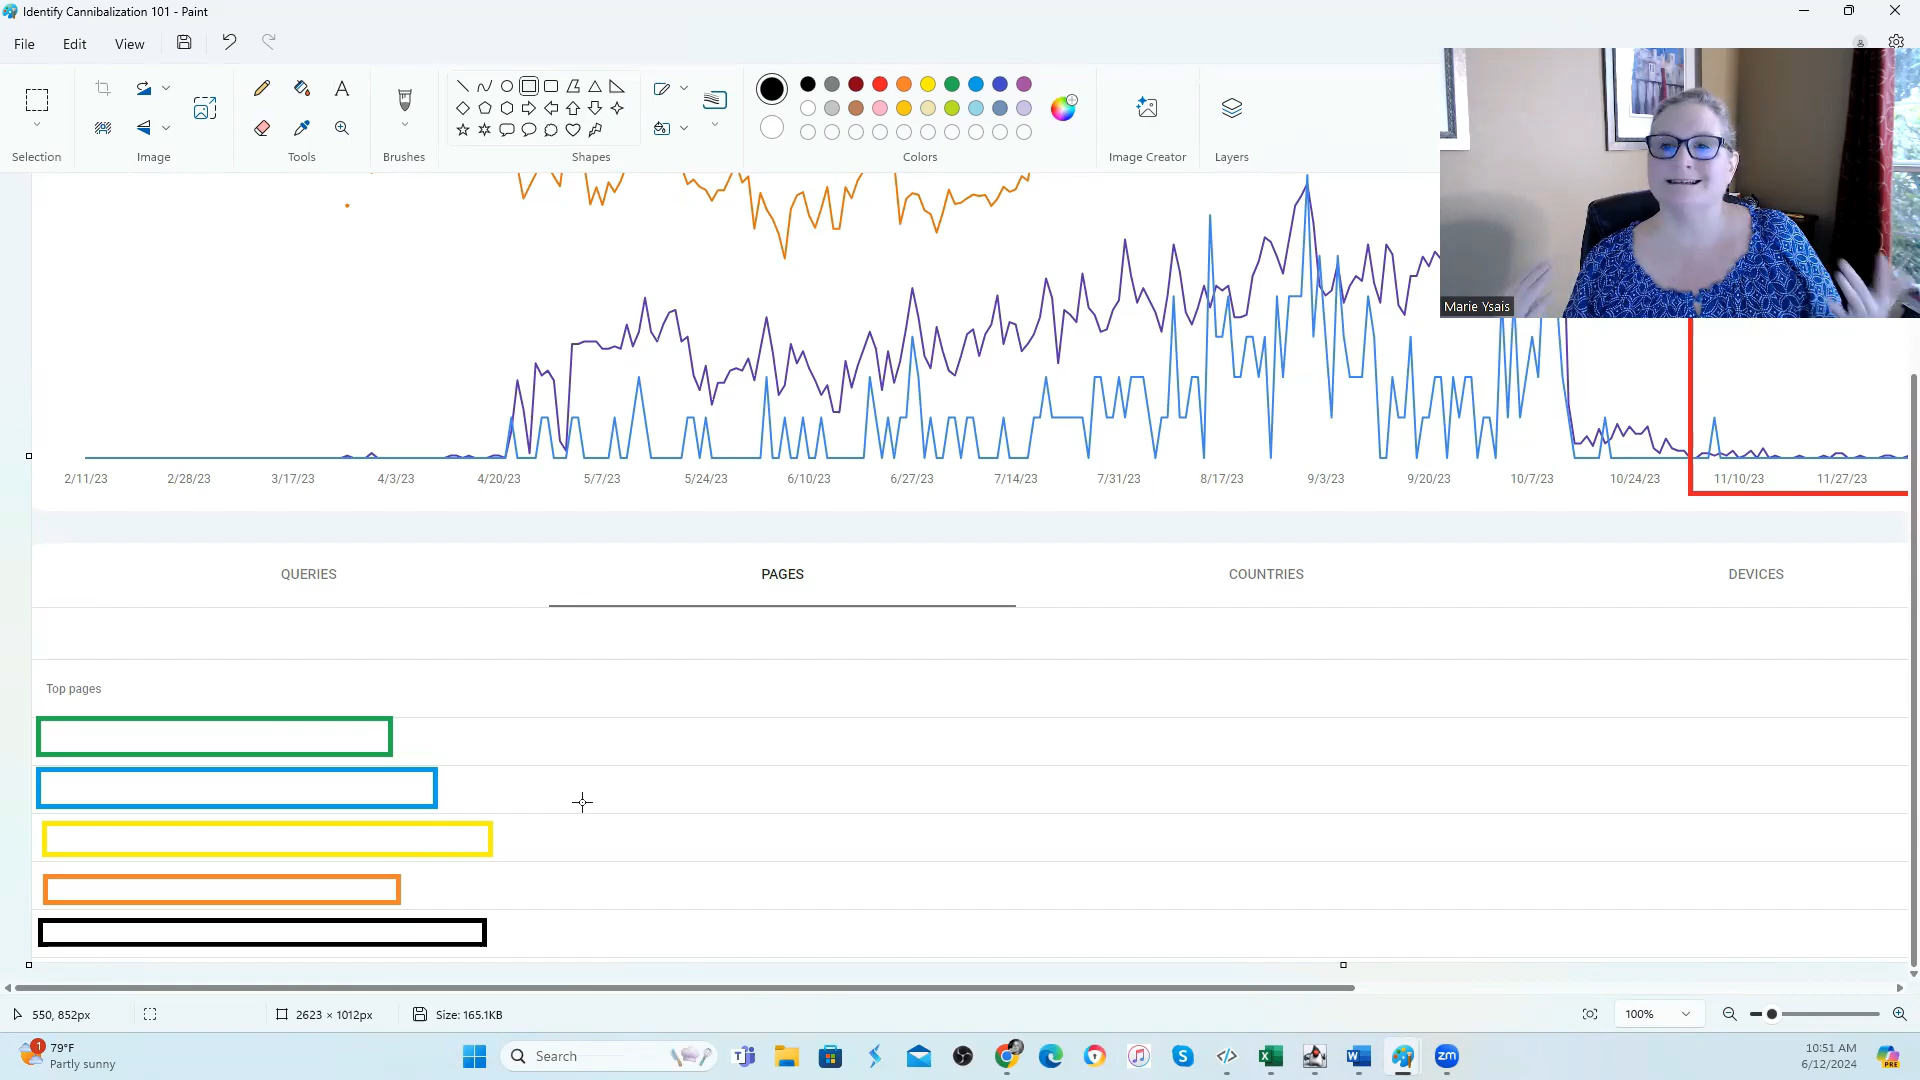 Identify Cannibalization 101 - Paint
File Edit View
Selection Image Tools Brushes Shapes Colors Image Creator Layers
Marie Ysais
2/11/23 2/28/23 3/17/23 4/3/23 4/20/23 5/7/23 5/24/23 6/10/23 6/27/23 7/14/23 7/31/23 8/17/23 9/3/23 9/20/23 10/7/23 10/24/23 11/10/23 11/27/23
QUERIES PAGES COUNTRIES DEVICES
Top pages
550, 852px 2623 × 1012px Size: 165.1KB 100%
1 79°F
Partly sunny
Search
zm
10:51 AM
6/12/2024
PRE